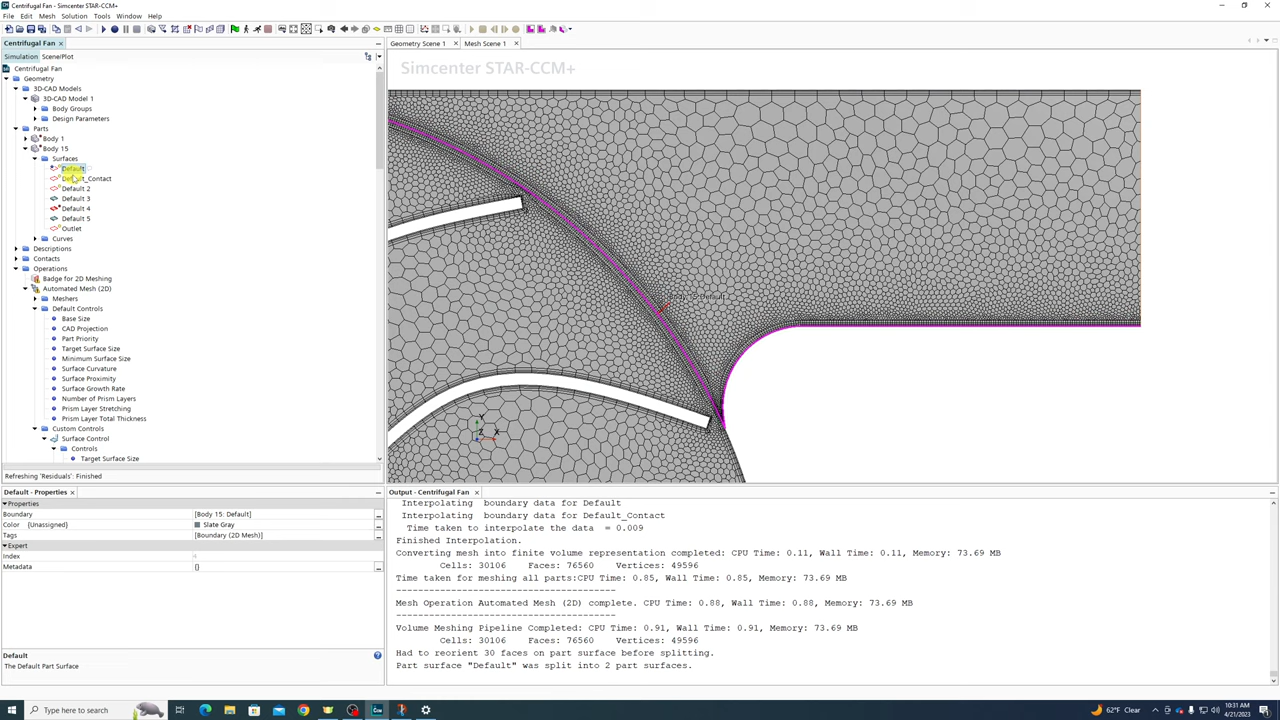 Centrifugal Fan - Simcenter STAR-CCM+
File Edit Mesh Solution Tools Window Help
Centrifugal Fan
Geometry Scene 1
Mesh Scene 1
Simulation
Scene/Plot
Simcenter STAR-CCM+
Centrifugal Fan
Geometry
3D-CAD Models
3D-CAD Model 1
Body Groups
Design Parameters
Parts
Body 1
Body 15
Surfaces
Default
Default_Contact
Default 2
Default 3
Default 4
Default 5
Outlet
Curves
Descriptions
Contacts
Operations
Badge for 2D Meshing
Automated Mesh (2D)
Meshers
Default Controls
Base Size
CAD Projection
Part Priority
Target Surface Size
Minimum Surface Size
Surface Curvature
Surface Proximity
Surface Growth Rate
Number of Prism Layers
Prism Layer Stretching
Prism Layer Total Thickness
Custom Controls
Surface Control
Controls
Target Surface Size
Y
Z X
Refreshing 'Residuals': Finished
Default - Properties
Properties
Boundary [Body 15: Default]
Color {Unassigned} Slate Gray
Tags [Boundary (2D Mesh)]
Expert
Index
Metadata {}
Default
The Default Part Surface
Output - Centrifugal Fan
Interpolating boundary data for Default
Interpolating boundary data for Default_Contact
Time taken to interpolate the data = 0.009
Finished Interpolation.
Converting mesh into finite volume representation completed: CPU Time: 0.11, Wall Time: 0.11, Memory: 73.69 MB
Cells: 30106 Faces: 76560 Vertices: 49596
Time taken for meshing all parts:CPU Time: 0.85, Wall Time: 0.85, Memory: 73.69 MB
----------------------------------------
Mesh Operation Automated Mesh (2D) complete. CPU Time: 0.88, Wall Time: 0.88, Memory: 73.69 MB
----------------------------------------
Volume Meshing Pipeline Completed: CPU Time: 0.91, Wall Time: 0.91, Memory: 73.69 MB
Cells: 30106 Faces: 76560 Vertices: 49596
Had to reorient 30 faces on part surface before splitting.
Part surface "Default" was split into 2 part surfaces.
Type here to search
62°F Clear
10:31 AM
4/21/2023